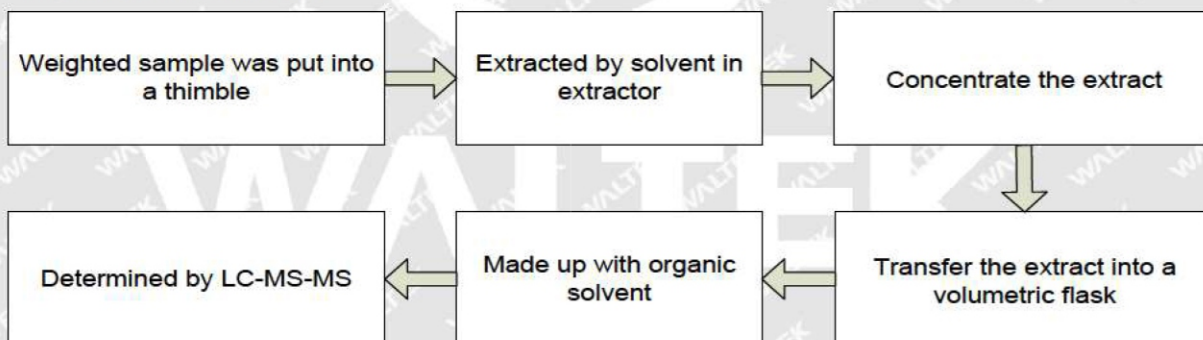 Weighted sample was put into
a thimble
Extracted by solvent in
extractor
Concentrate the extract
Transfer the extract into a
volumetric flask
Made up with organic
solvent
Determined by LC-MS-MS
WALTEK